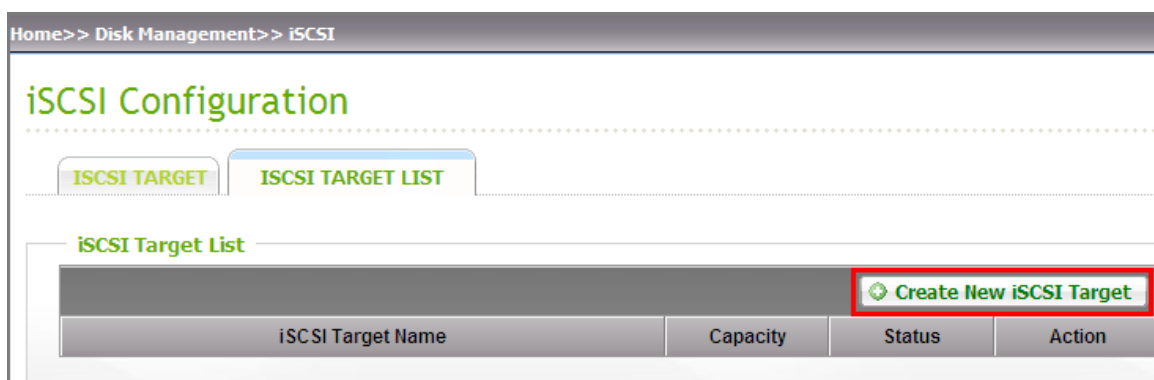 Home>> Disk Management>> iSCSI
iSCSI Configuration
ISCSI TARGET ISCSI TARGET LIST
iSCSI Target List
Create New iSCSI Target
iSCSI Target Name Capacity Status Action